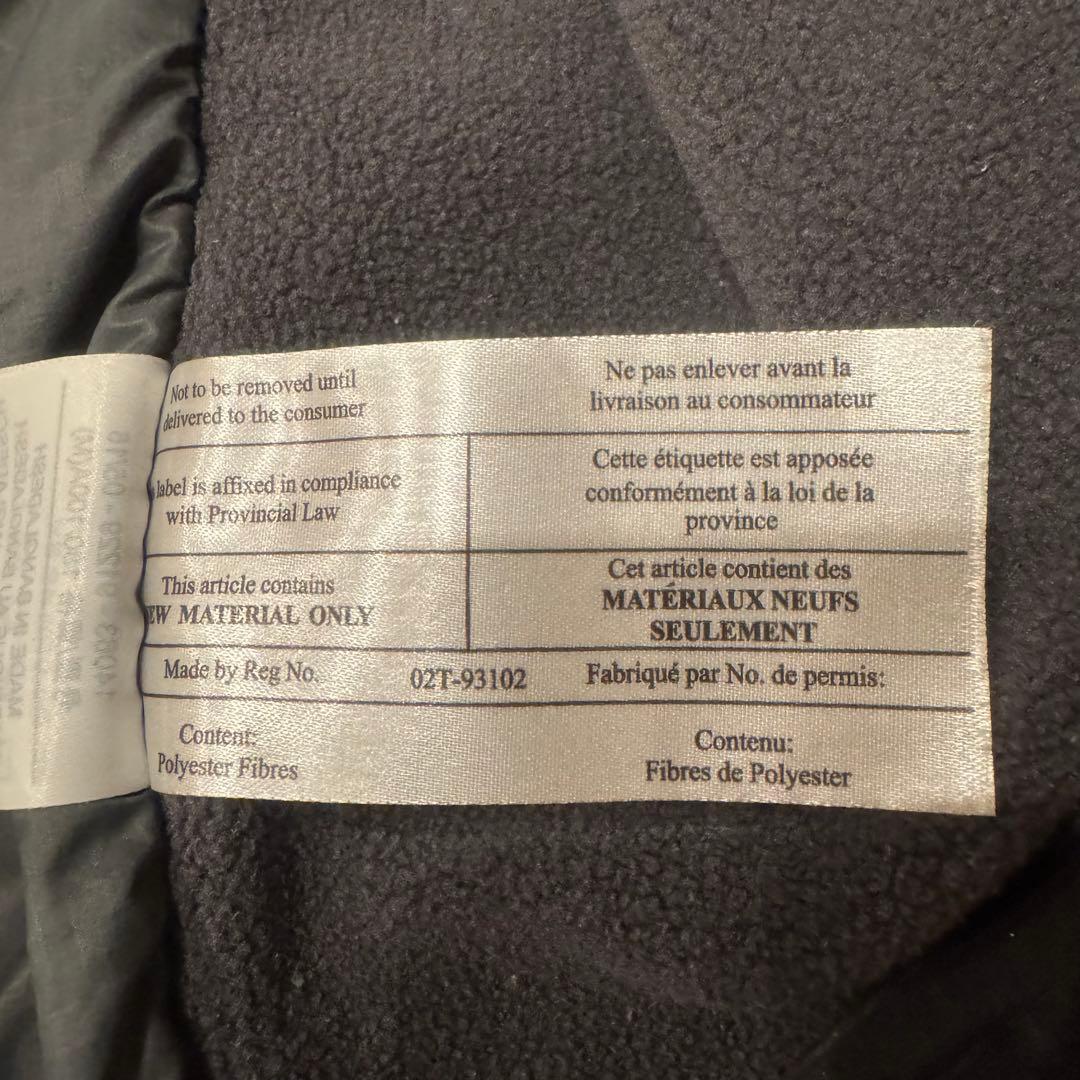 Not to be removed until
delivered to the consumer
Ne pas enlever avant la
livraison au consommateur
label is affixed in compliance
with Provincial Law
Cette étiquette est apposée
conformément à la loi de la
province
This article contains
EW MATERIAL ONLY
Cet article contient des
MATÉRIAUX NEUFS
SEULEMENT
Made by Reg No. 02T-93102 Fabriqué par No. de permis:
Content:
Polyester Fibres
Contenu:
Fibres de Polyester